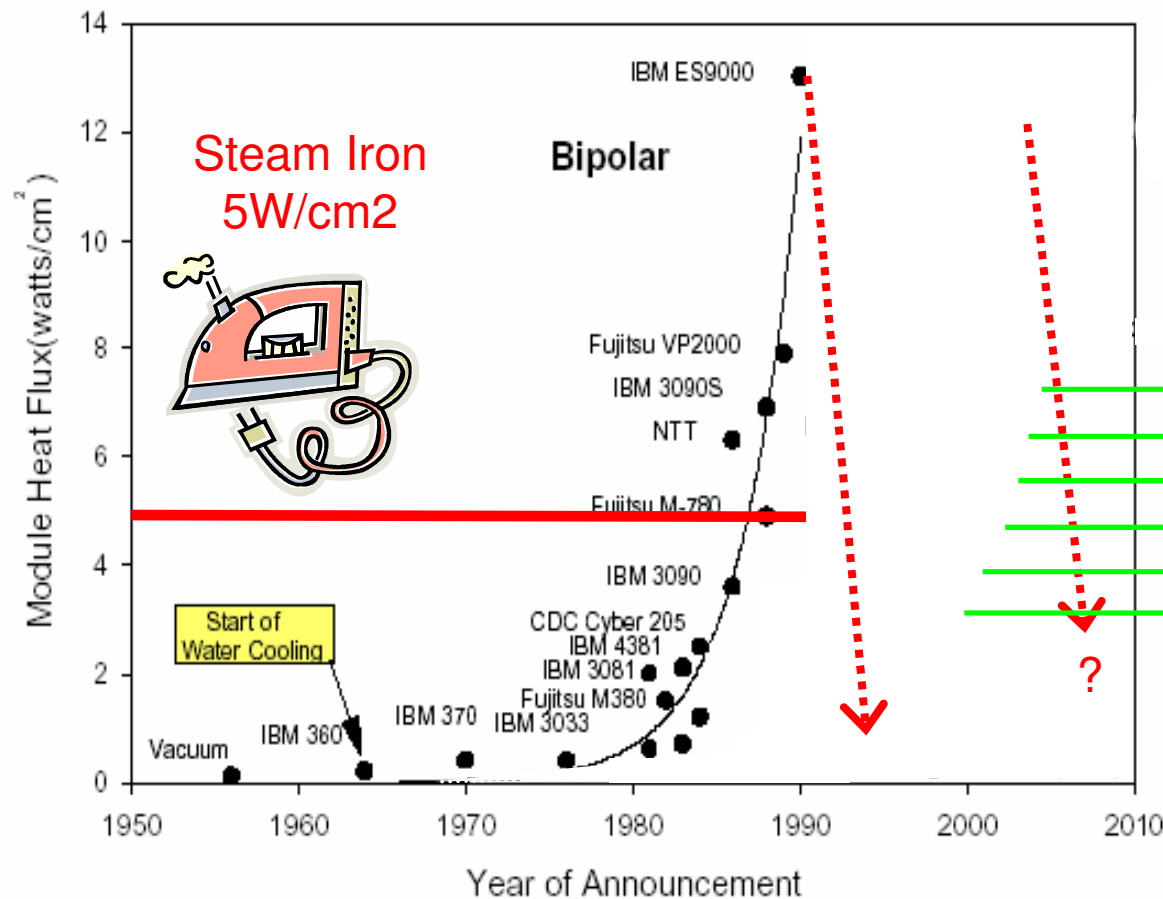 14
12
10
8
6
4
2
0
Module Heat Flux(watts/cm²)
Steam Iron
5W/cm2
Bipolar
IBM ES9000
Fujitsu VP2000
IBM 3090S
NTT
Fujitsu M-780
IBM 3090
CDC Cyber 205
IBM 4381
IBM 3081
Fujitsu M380
IBM 3033
IBM 370
IBM 360
Vacuum
Start of
Water Cooling
?
1950 1960 1970 1980 1990 2000 2010
Year of Announcement